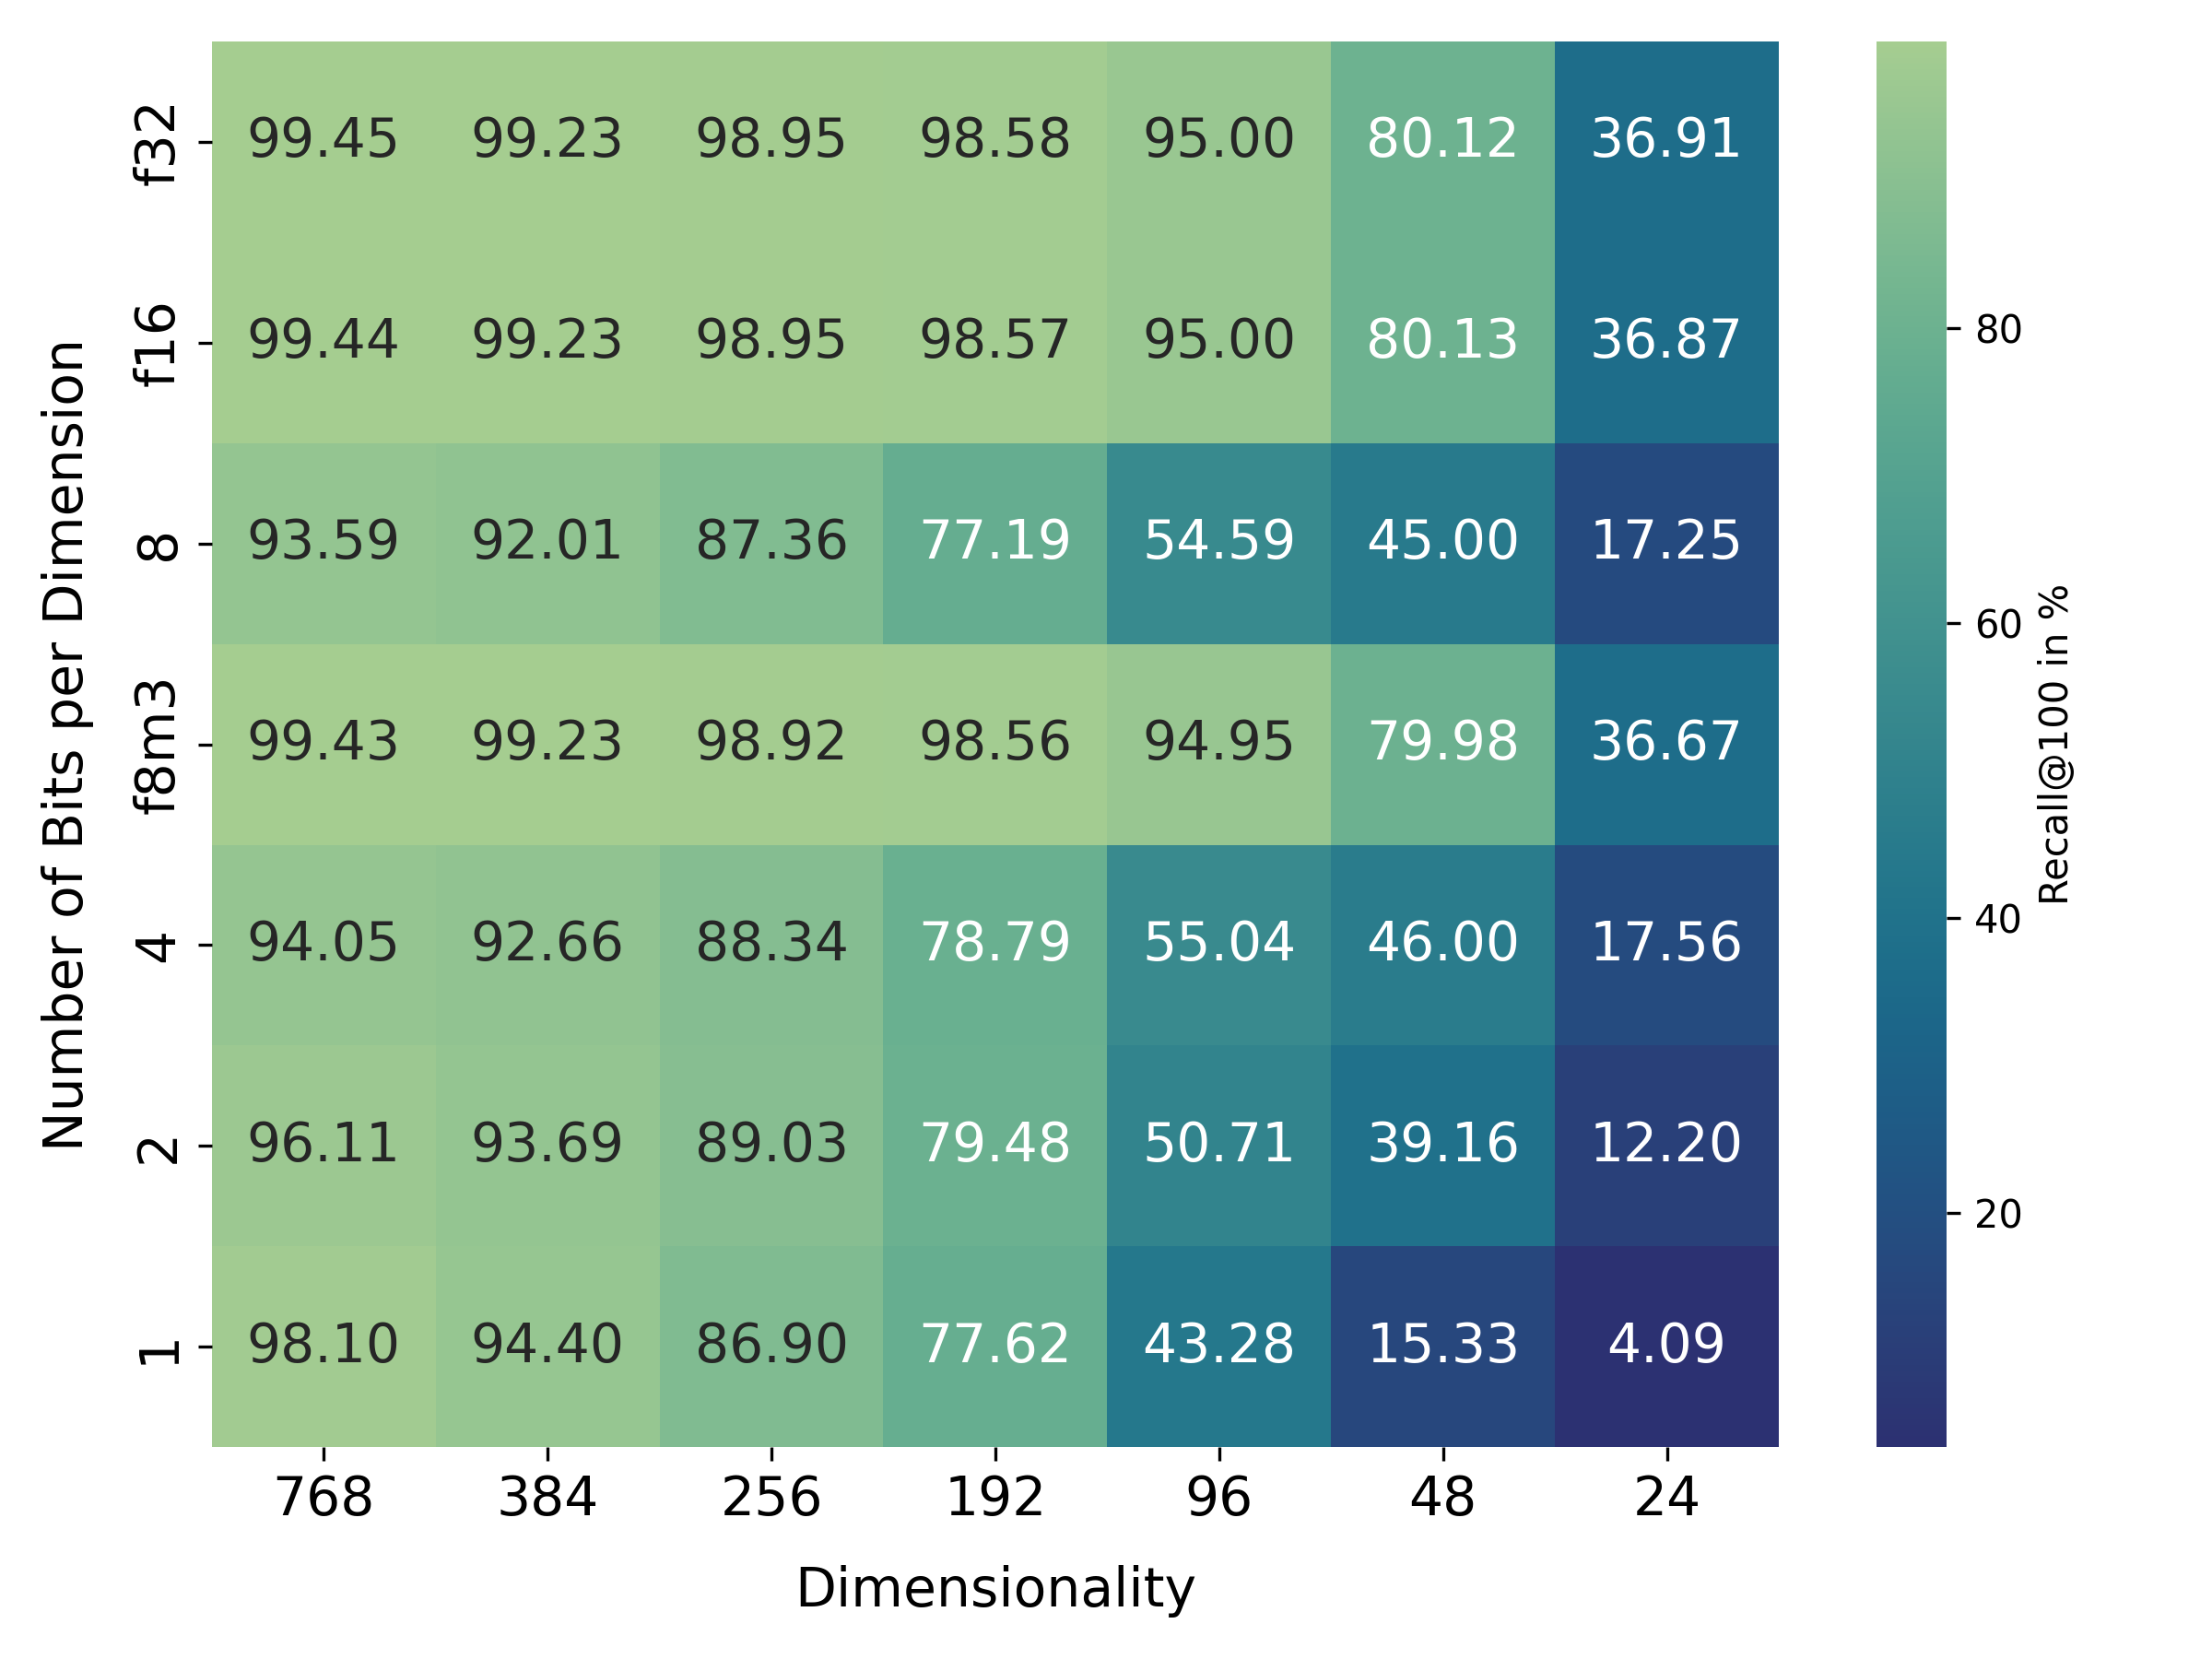 Number of Bits per Dimension
f32 99.45 99.23 98.95 98.58 95.00 80.12 36.91
f16 99.44 99.23 98.95 98.57 95.00 80.13 36.87
8 93.59 92.01 87.36 77.19 54.59 45.00 17.25
f8m3 99.43 99.23 98.92 98.56 94.95 79.98 36.67
4 94.05 92.66 88.34 78.79 55.04 46.00 17.56
2 96.11 93.69 89.03 79.48 50.71 39.16 12.20
1 98.10 94.40 86.90 77.62 43.28 15.33 4.09
768 384 256 192 96 48 24
Dimensionality
80
60
40
20
Recall@100 in %